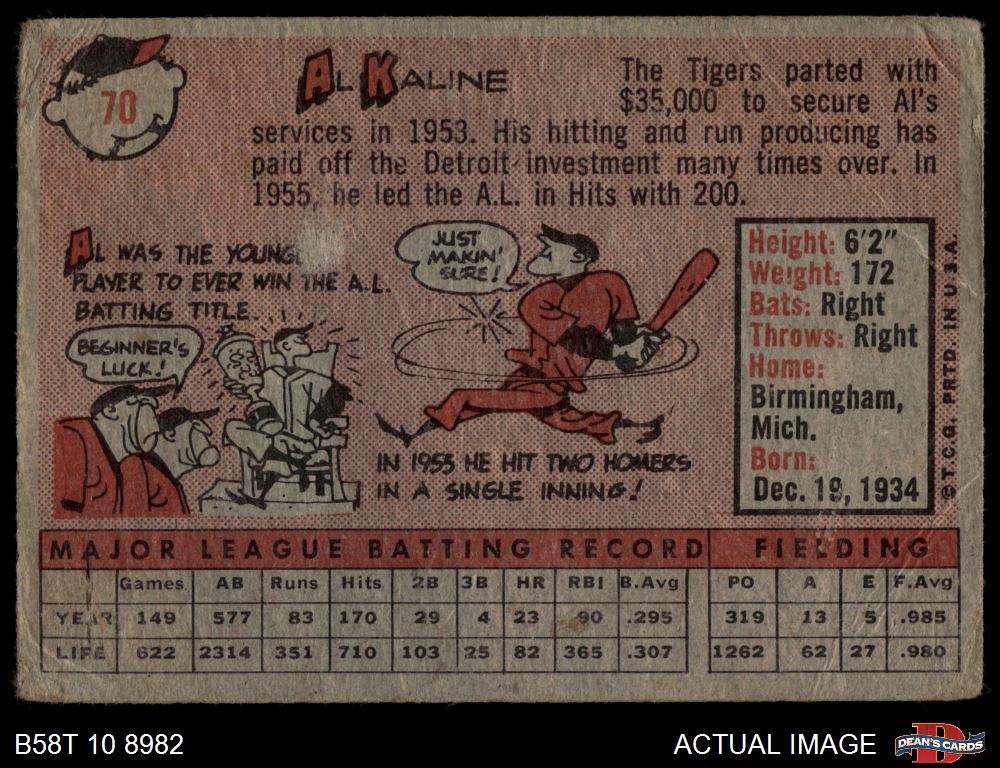 70
AL KALINE
The Tigers parted with
$35,000 to secure Al's
services in 1953. His hitting and run producing has
paid off the Detroit investment many times over. In
1955, he led the A.L. in Hits with 200.
AL WAS THE YOUNG
PLAYER TO EVER WIN THE A.L.
BATTING TITLE...
BEGINNER'S
LUCK!
JUST
MAKIN'
SURE!
IN 1955 HE HIT TWO HOMERS
IN A SINGLE INNING!
Height: 6'2"
Weight: 172
Bats: Right
Throws: Right
Home:
Birmingham,
Mich.
Born:
Dec. 19, 1934
© T.C.G. PRTD. IN U.S.A.
MAJOR LEAGUE BATTING RECORD FIELDING
Games AB Runs Hits 2B 3B HR RBI B.Avg PO A E F.Avg
YEAR 149 577 83 170 29 4 23 90 .295 319 13 5 .985
LIFE 622 2314 351 710 103 25 82 365 .307 1262 62 27 .980
B58T 10 8982
ACTUAL IMAGE
D
DEAN'S CARDS